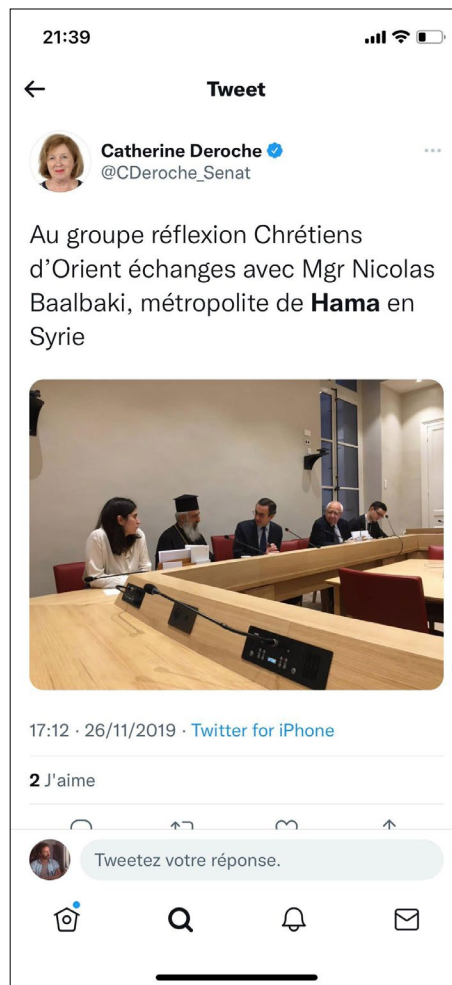 21:39
Tweet
Catherine Deroche
@CDeroche_Senat
Au groupe réflexion Chrétiens
d’Orient échanges avec Mgr Nicolas
Baalbaki, métropolite de Hama en
Syrie
17:12 · 26/11/2019 · Twitter for iPhone
2 J'aime
Tweetez votre réponse.